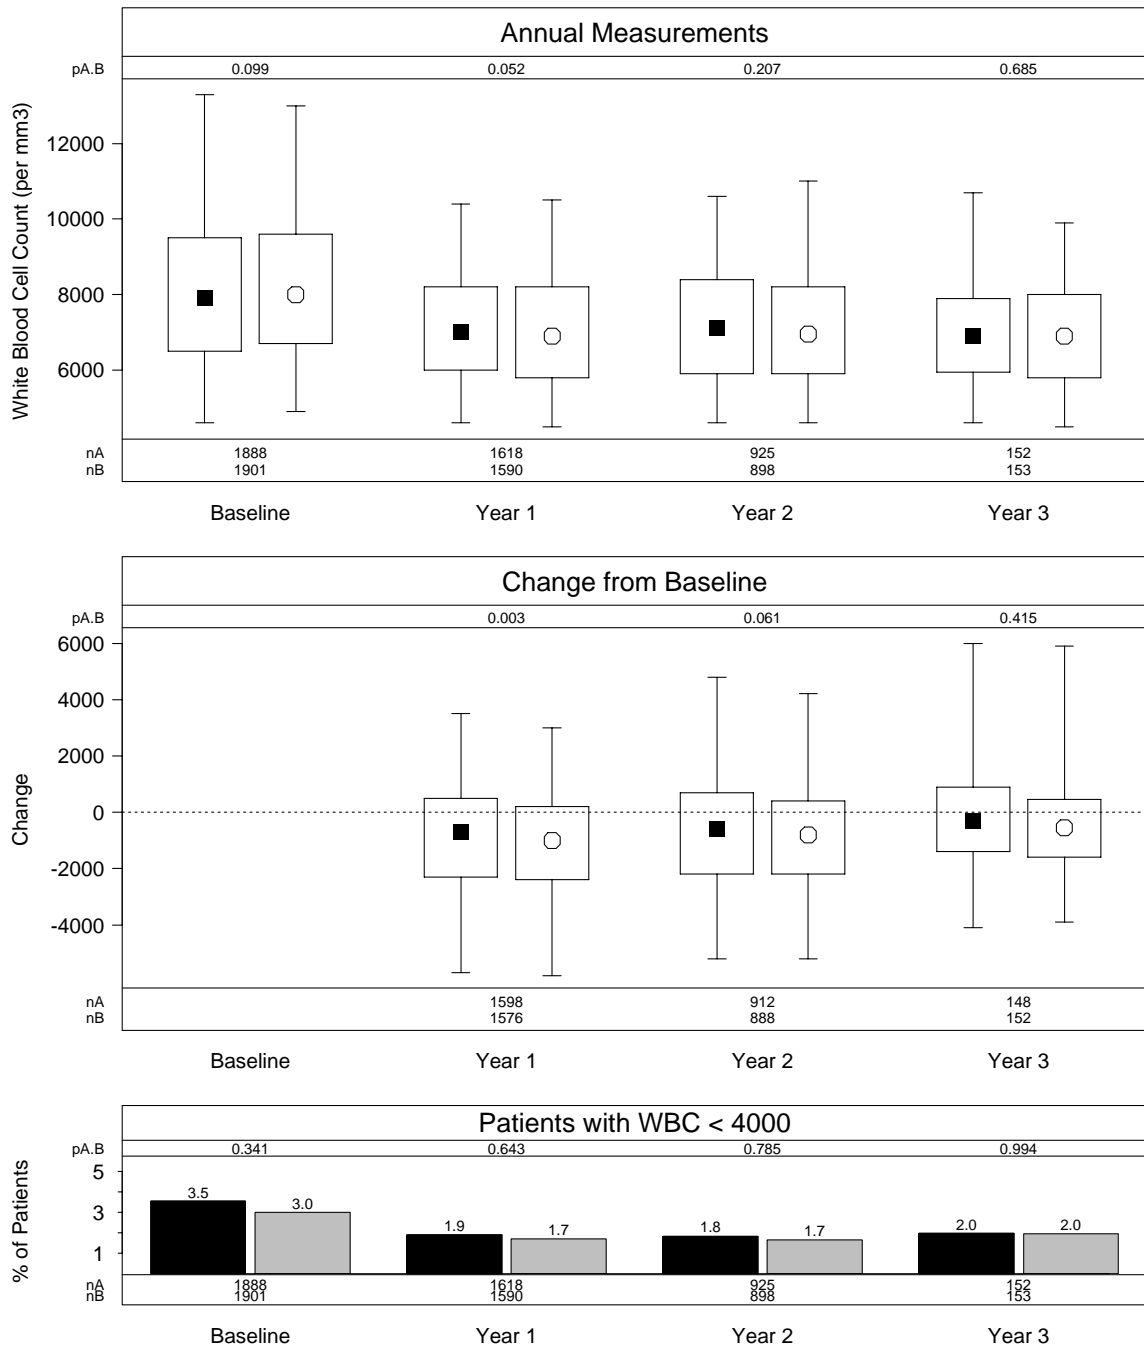 Annual Measurements
pA.B 0.099 0.052 0.207 0.685
White Blood Cell Count (per mm3)
12000
10000
8000
6000
nA 1888 1618 925 152
nB 1901 1590 898 153
Baseline Year 1 Year 2 Year 3
Change from Baseline
pA.B 0.003 0.061 0.415
Change
6000
4000
2000
0
-2000
-4000
nA 1598 912 148
nB 1576 888 152
Baseline Year 1 Year 2 Year 3
Patients with WBC < 4000
pA.B 0.341 0.643 0.785 0.994
% of Patients
5
3
1
3.5 3.0 1.9 1.7 1.8 1.7 2.0 2.0
nA 1888 1618 925 152
nB 1901 1590 898 153
Baseline Year 1 Year 2 Year 3